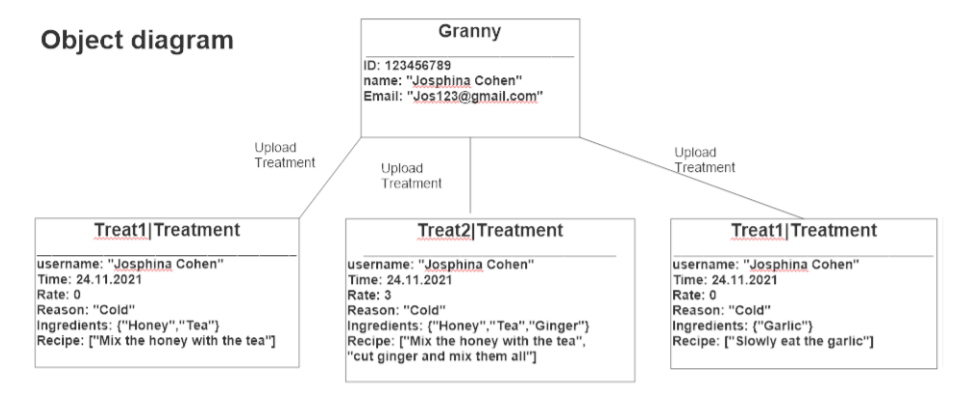 Object diagram
Granny
ID: 123456789
name: "Josphina Cohen"
Email: "Jos123@gmail.com"
Upload
Treatment
Upload
Treatment
Upload
Treatment
Treat1|Treatment
username: "Josphina Cohen"
Time: 24.11.2021
Rate: 0
Reason: "Cold"
Ingredients: {"Honey","Tea"}
Recipe: ["Mix the honey with the tea"]
Treat2|Treatment
username: "Josphina Cohen"
Time: 24.11.2021
Rate: 3
Reason: "Cold"
Ingredients: {"Honey","Tea","Ginger"}
Recipe: ["Mix the honey with the tea",
"cut ginger and mix them all"]
Treat1|Treatment
username: "Josphina Cohen"
Time: 24.11.2021
Rate: 0
Reason: "Cold"
Ingredients: {"Garlic"}
Recipe: ["Slowly eat the garlic"]